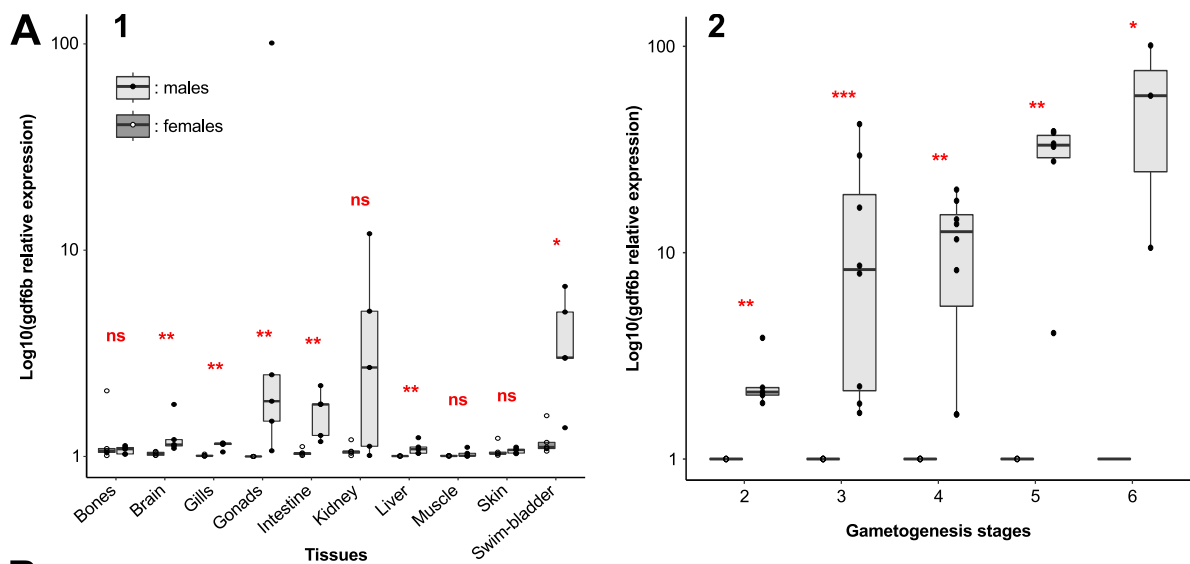 A
1
100
10
1
Log10(gdf6b relative expression)
: males
: females
ns
**
**
**
**
ns
**
ns
ns
*
Bones
Brain
Gills
Gonads
Intestine
Kidney
Liver
Muscle
Skin
Swim-bladder
Tissues
2
100
10
1
Log10(gdf6b relative expression)
**
***
**
**
*
2
3
4
5
6
Gametogenesis stages